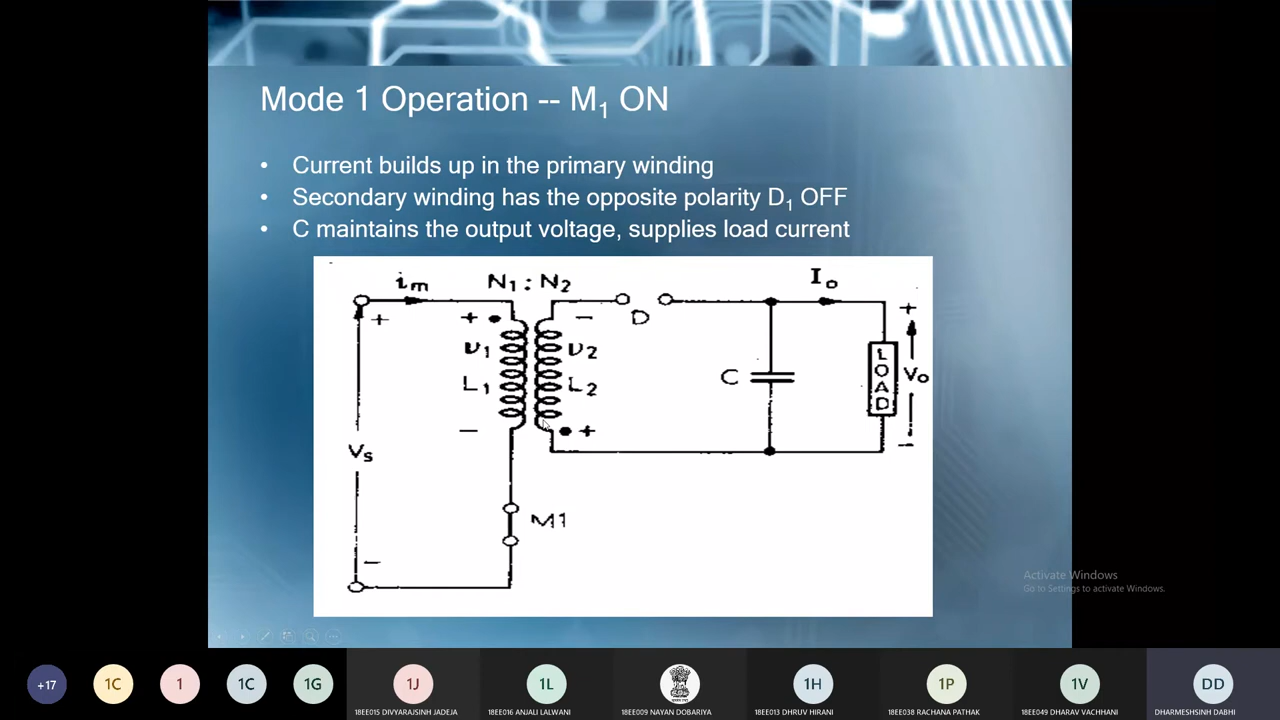 Mode 1 Operation -- M1 ON
• Current builds up in the primary winding
• Secondary winding has the opposite polarity D1 OFF
• C maintains the output voltage, supplies load current
im N1 : N2 Io
+ + - D +
υ1 υ2
L1 L2 C LOAD Vo
- + -
Vs
M1
-
Activate Windows
Go to Settings to activate Windows.
+17 1C 1 1C 1G 1J 1L 1H 1P 1V DD
18EE015 DIVYARAJSINH JADEJA 18EE016 ANJALI LALWANI 18EE009 NAYAN DOBARIYA 18EE013 DHRUV HIRANI 18EE038 RACHANA PATHAK 18EE049 DHARAV VACHHANI DHARMESHSINH DABHI